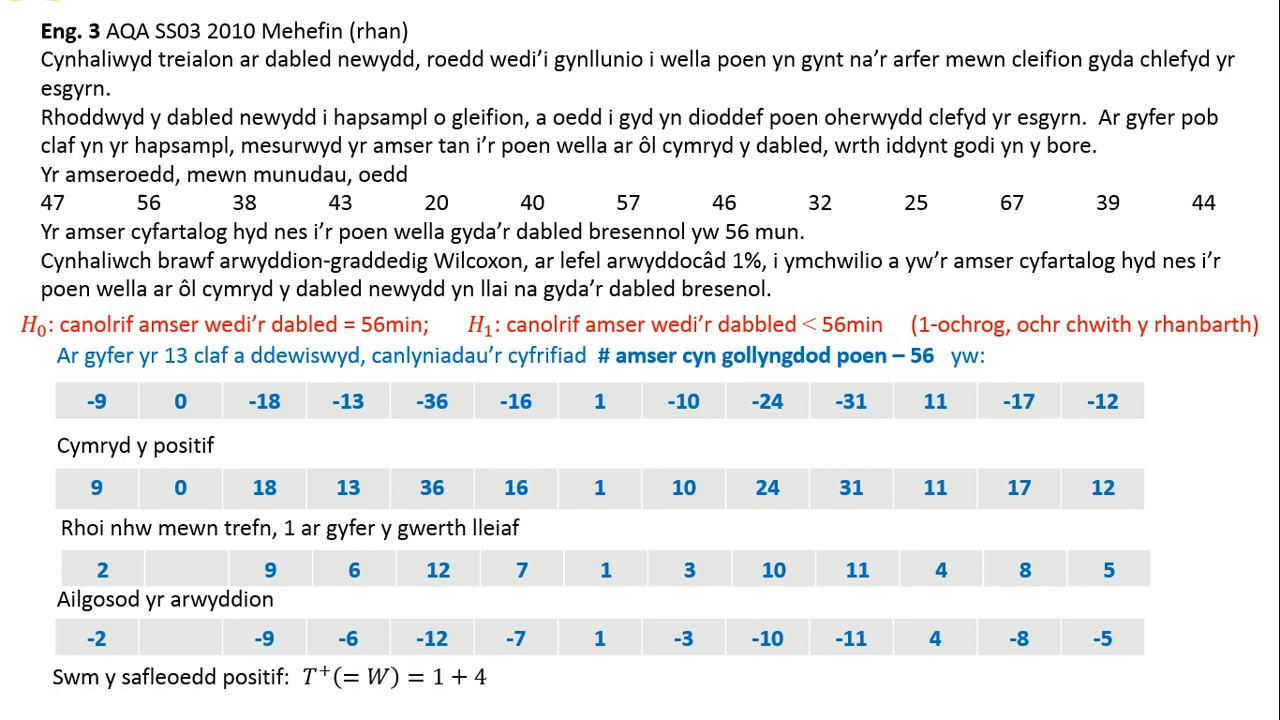 Eng. 3 AQA SS03 2010 Mehefin (rhan)
Cynhaliwyd treialon ar dabled newydd, roedd wedi’i gynllunio i wella poen yn gynt na’r arfer mewn cleifion gyda chlefyd yr
esgyrn.
Rhoddwyd y dabled newydd i hapsampl o gleifion, a oedd i gyd yn dioddef poen oherwydd clefyd yr esgyrn. Ar gyfer pob
claf yn yr hapsampl, mesurwyd yr amser tan i’r poen wella ar ôl cymryd y dabled, wrth iddynt godi yn y bore.
Yr amseroedd, mewn munudau, oedd
47 56 38 43 20 40 57 46 32 25 67 39 44
Yr amser cyfartalog hyd nes i’r poen wella gyda’r dabled bresennol yw 56 mun.
Cynhaliwch brawf arwyddion-graddedig Wilcoxon, ar lefel arwyddocâd 1%, i ymchwilio a yw’r amser cyfartalog hyd nes i’r
poen wella ar ôl cymryd y dabled newydd yn llai na gyda’r dabled bresenol.
H₀: canolrif amser wedi’r dabled = 56min; H₁: canolrif amser wedi’r dabbled < 56min (1-ochrog, ochr chwith y rhanbarth)
Ar gyfer yr 13 claf a ddewiswyd, canlyniadau’r cyfrifiad # amser cyn gollyngdod poen – 56 yw:
-9 0 -18 -13 -36 -16 1 -10 -24 -31 11 -17 -12
Cymryd y positif
9 0 18 13 36 16 1 10 24 31 11 17 12
Rhoi nhw mewn trefn, 1 ar gyfer y gwerth lleiaf
2 9 6 12 7 1 3 10 11 4 8 5
Ailgosod yr arwyddion
-2 -9 -6 -12 -7 1 -3 -10 -11 4 -8 -5
Swm y safleoedd positif: T⁺(= W) = 1 + 4